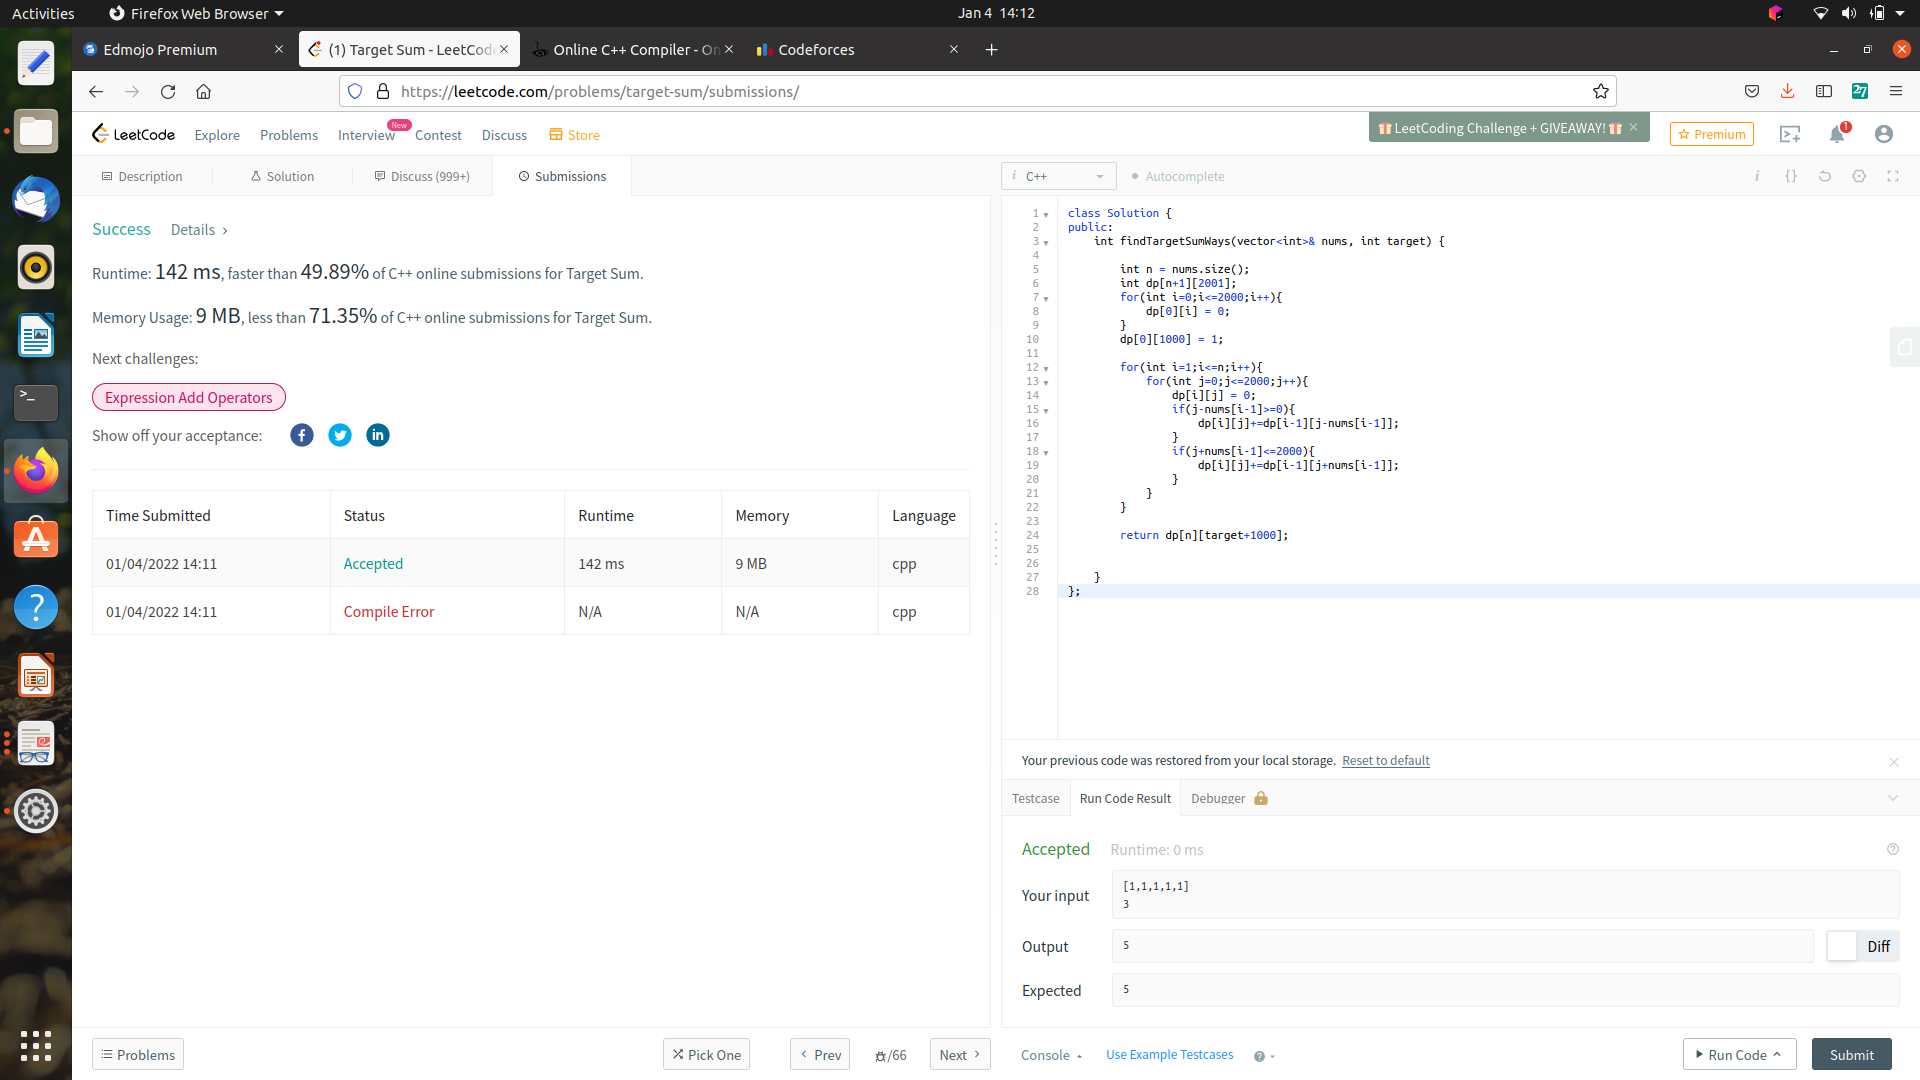 Activities
Firefox Web Browser
Jan 4 14:12
Edmojo Premium
(1) Target Sum - LeetCode
Online C++ Compiler - On
Codeforces
https://leetcode.com/problems/target-sum/submissions/
27
LeetCode
Explore
Problems
Interview
New
Contest
Discuss
Store
LeetCoding Challenge + GIVEAWAY!
Premium
1
Description
Solution
Discuss (999+)
Submissions
i C++
Autocomplete
Success Details
Runtime: 142 ms, faster than 49.89% of C++ online submissions for Target Sum.
Memory Usage: 9 MB, less than 71.35% of C++ online submissions for Target Sum.
Next challenges:
Expression Add Operators
Show off your acceptance:
Time Submitted Status Runtime Memory Language
01/04/2022 14:11 Accepted 142 ms 9 MB cpp
01/04/2022 14:11 Compile Error N/A N/A cpp
1 class Solution {
2 public:
3 int findTargetSumWays(vector<int>& nums, int target) {
4
5 int n = nums.size();
6 int dp[n+1][2001];
7 for(int i=0;i<=2000;i++){
8 dp[0][i] = 0;
9 }
10 dp[0][1000] = 1;
11
12 for(int i=1;i<=n;i++){
13 for(int j=0;j<=2000;j++){
14 dp[i][j] = 0;
15 if(j-nums[i-1]>=0){
16 dp[i][j]+=dp[i-1][j-nums[i-1]];
17 }
18 if(j+nums[i-1]<=2000){
19 dp[i][j]+=dp[i-1][j+nums[i-1]];
20 }
21 }
22 }
23
24 return dp[n][target+1000];
25
26
27 }
28 };
Your previous code was restored from your local storage. Reset to default
Testcase
Run Code Result
Debugger
Accepted Runtime: 0 ms
Your input
[1,1,1,1,1]
3
Output
5
Diff
Expected
5
Problems
Pick One
Prev
/66
Next
Console
Use Example Testcases
Run Code
Submit